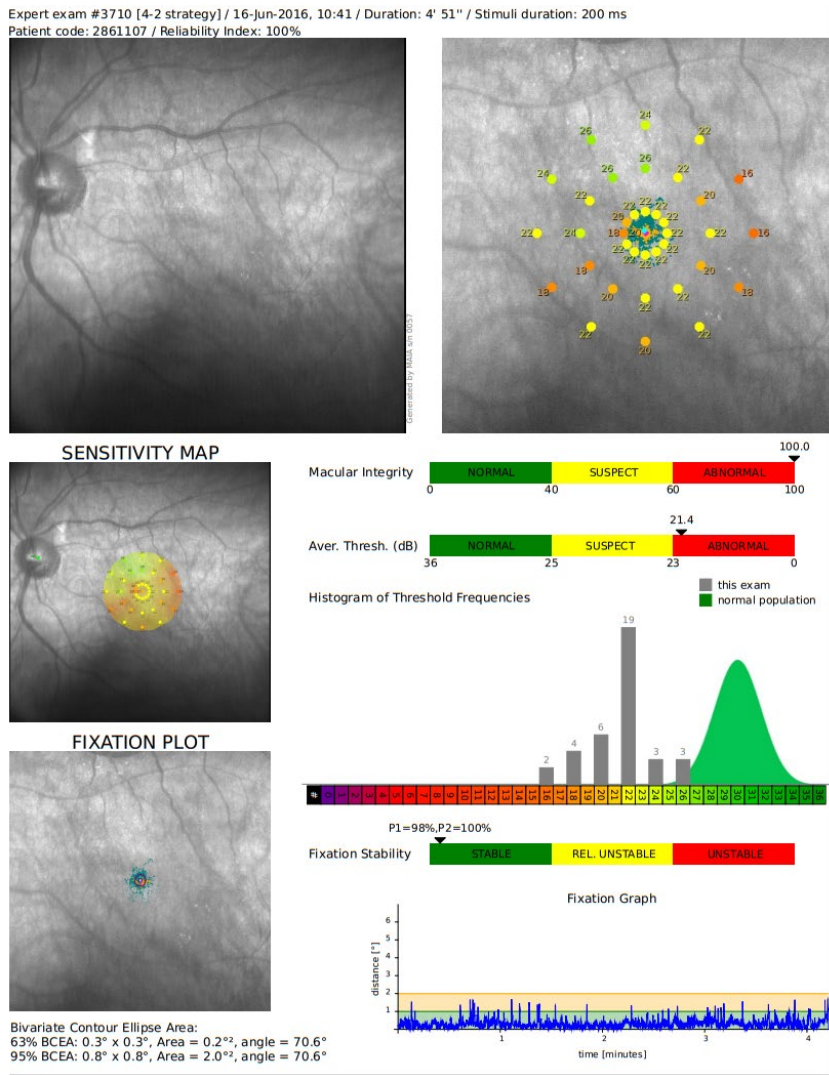 Expert exam #3710 [4-2 strategy] / 16-Jun-2016, 10:41 / Duration: 4' 51'' / Stimuli duration: 200 ms
Patient code: 2861107 / Reliability Index: 100%
24
26 22
26
24 26 22 16
22 20
22 22 22
20 22
22 24 18 20 22 22 16
22 22
22 22 22
18 20
18 20 22 18
22
22 22
20
Generated by MAIA s/n 0057
SENSITIVITY MAP
100.0
Macular Integrity NORMAL SUSPECT ABNORMAL
0 40 60 100
21.4
Aver. Thresh. (dB) NORMAL SUSPECT ABNORMAL
36 25 23 0
this exam
Histogram of Threshold Frequencies
normal population
19
6
4
3 3
2
# 0 1 2 3 4 5 6 7 8 9 10 11 12 13 14 15 16 17 18 19 20 21 22 23 24 25 26 27 28 29 30 31 32 33 34 35 36
FIXATION PLOT
P1=98%,P2=100%
Fixation Stability STABLE REL. UNSTABLE UNSTABLE
Fixation Graph
distance [°]
6
5
4
3
2
1
1 2 3 4
time [minutes]
Bivariate Contour Ellipse Area:
63% BCEA: 0.3° x 0.3°, Area = 0.2°², angle = 70.6°
95% BCEA: 0.8° x 0.8°, Area = 2.0°², angle = 70.6°